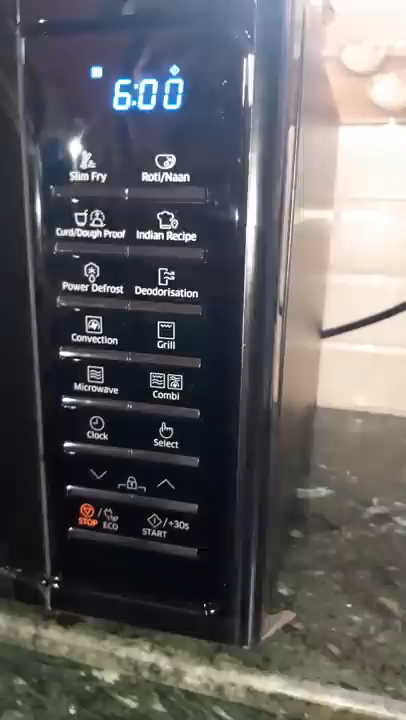 6:00
Slim Fry Roti/Naan
Curd/Dough Proof Indian Recipe
Power Defrost Deodorisation
Convection Grill
Microwave Combi
Clock Select
STOP / ECO START /+30s